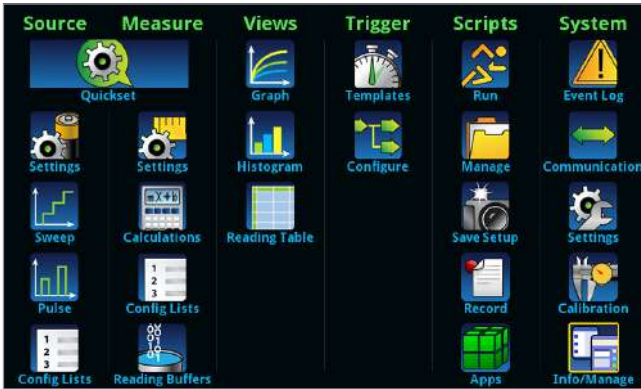 Source Measure Views Trigger Scripts System
Quickset Graph Templates Run Event Log
Settings Settings Histogram Configure Manage Communication
Sweep Calculations Reading Table Save Setup Settings
Pulse Config Lists Record Calibration
Config Lists Reading Buffers Apps Info/Manage